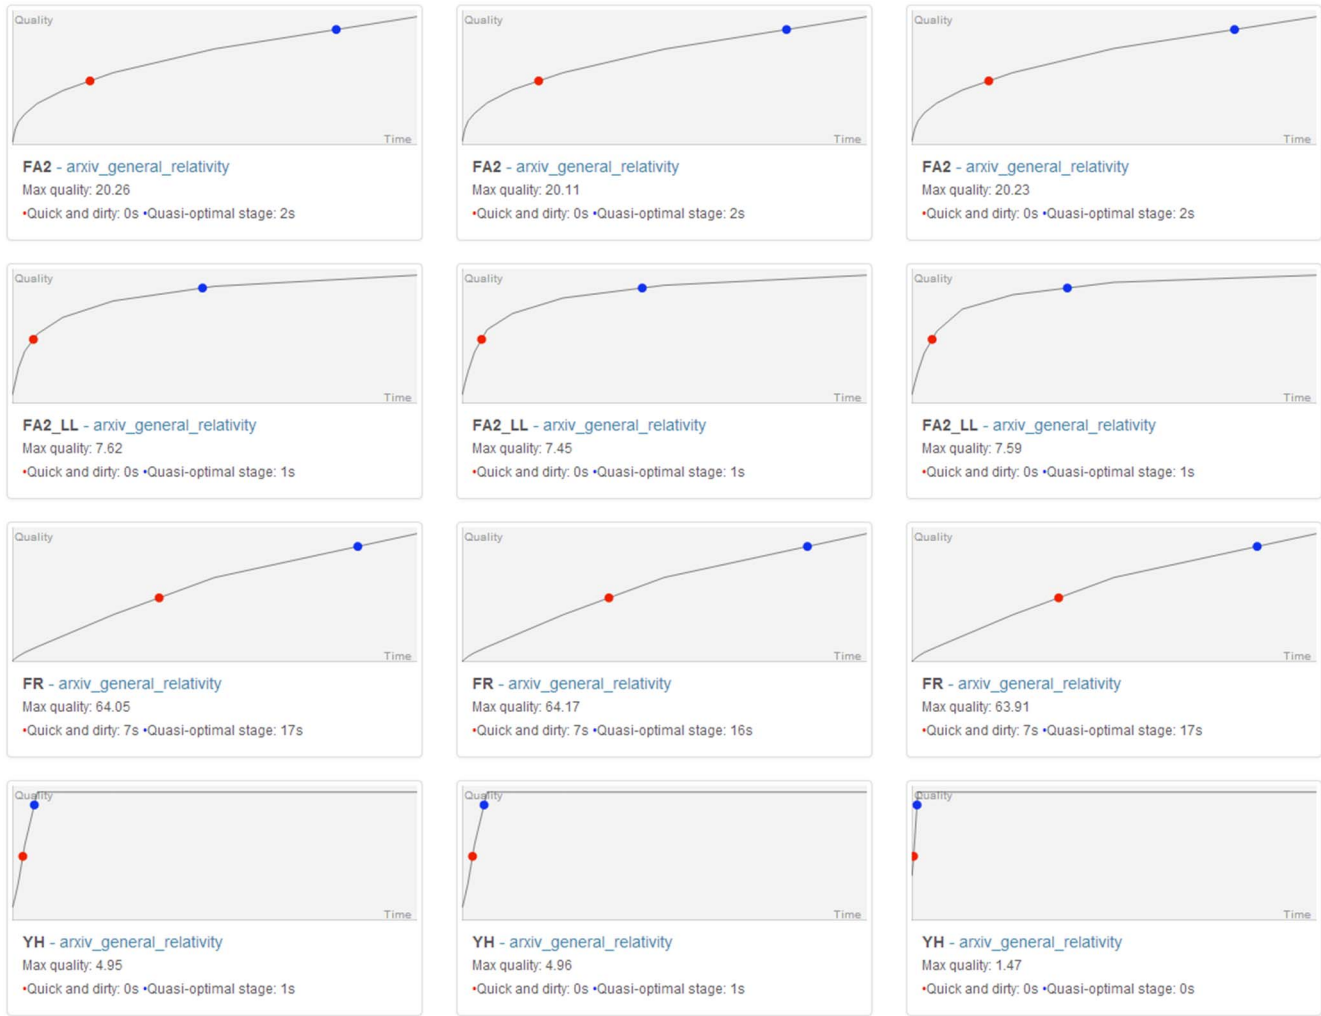 Quality
Time
FA2 - arxiv_general_relativity
Max quality: 20.26
•Quick and dirty: 0s •Quasi-optimal stage: 2s
Quality
Time
FA2 - arxiv_general_relativity
Max quality: 20.11
•Quick and dirty: 0s •Quasi-optimal stage: 2s
Quality
Time
FA2 - arxiv_general_relativity
Max quality: 20.23
•Quick and dirty: 0s •Quasi-optimal stage: 2s
Quality
Time
FA2_LL - arxiv_general_relativity
Max quality: 7.62
•Quick and dirty: 0s •Quasi-optimal stage: 1s
Quality
Time
FA2_LL - arxiv_general_relativity
Max quality: 7.45
•Quick and dirty: 0s •Quasi-optimal stage: 1s
Quality
Time
FA2_LL - arxiv_general_relativity
Max quality: 7.59
•Quick and dirty: 0s •Quasi-optimal stage: 1s
Quality
Time
FR - arxiv_general_relativity
Max quality: 64.05
•Quick and dirty: 7s •Quasi-optimal stage: 17s
Quality
Time
FR - arxiv_general_relativity
Max quality: 64.17
•Quick and dirty: 7s •Quasi-optimal stage: 16s
Quality
Time
FR - arxiv_general_relativity
Max quality: 63.91
•Quick and dirty: 7s •Quasi-optimal stage: 17s
Quality
Time
YH - arxiv_general_relativity
Max quality: 4.95
•Quick and dirty: 0s •Quasi-optimal stage: 1s
Quality
Time
YH - arxiv_general_relativity
Max quality: 4.96
•Quick and dirty: 0s •Quasi-optimal stage: 1s
Quality
Time
YH - arxiv_general_relativity
Max quality: 1.47
•Quick and dirty: 0s •Quasi-optimal stage: 0s